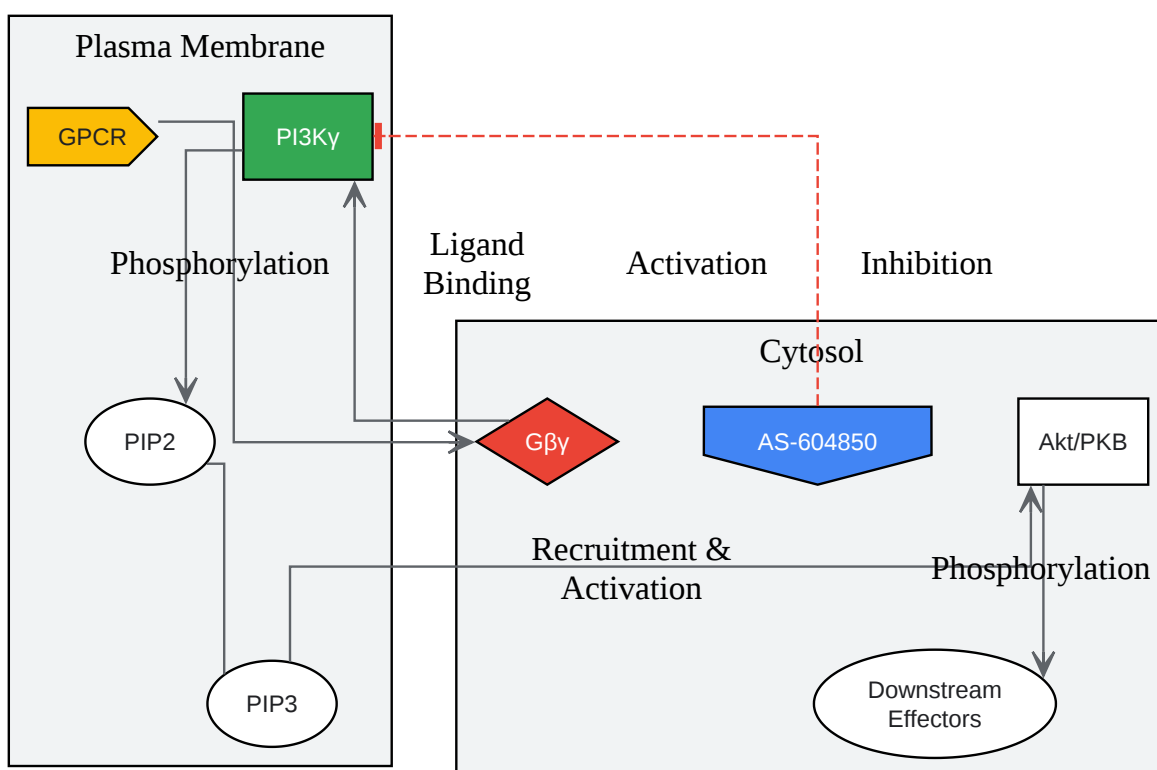 Plasma Membrane
GPCR
PI3Kγ
Phosphorylation
Ligand
Binding
Activation
Inhibition
Cytosol
PIP2
Gβγ
AS-604850
Akt/PKB
Recruitment &
Activation
Phosphorylation
PIP3
Downstream
Effectors